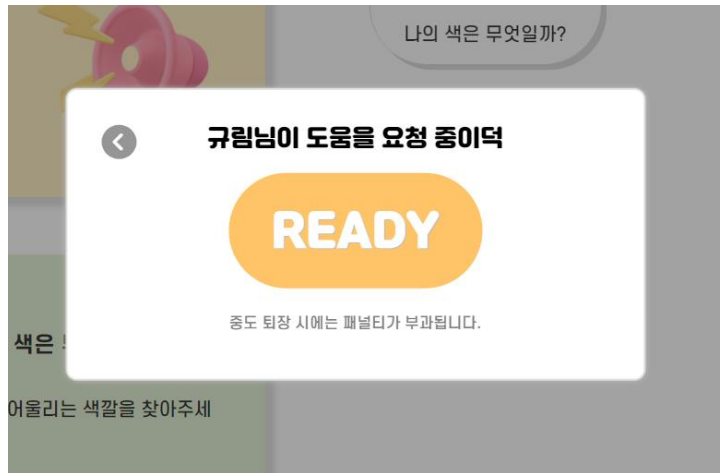 나의 색은 무엇일까?
규림님이 도움을 요청 중이덕
READY
중도 퇴장 시에는 패널티가 부과됩니다.
색은
어울리는 색깔을 찾아주세